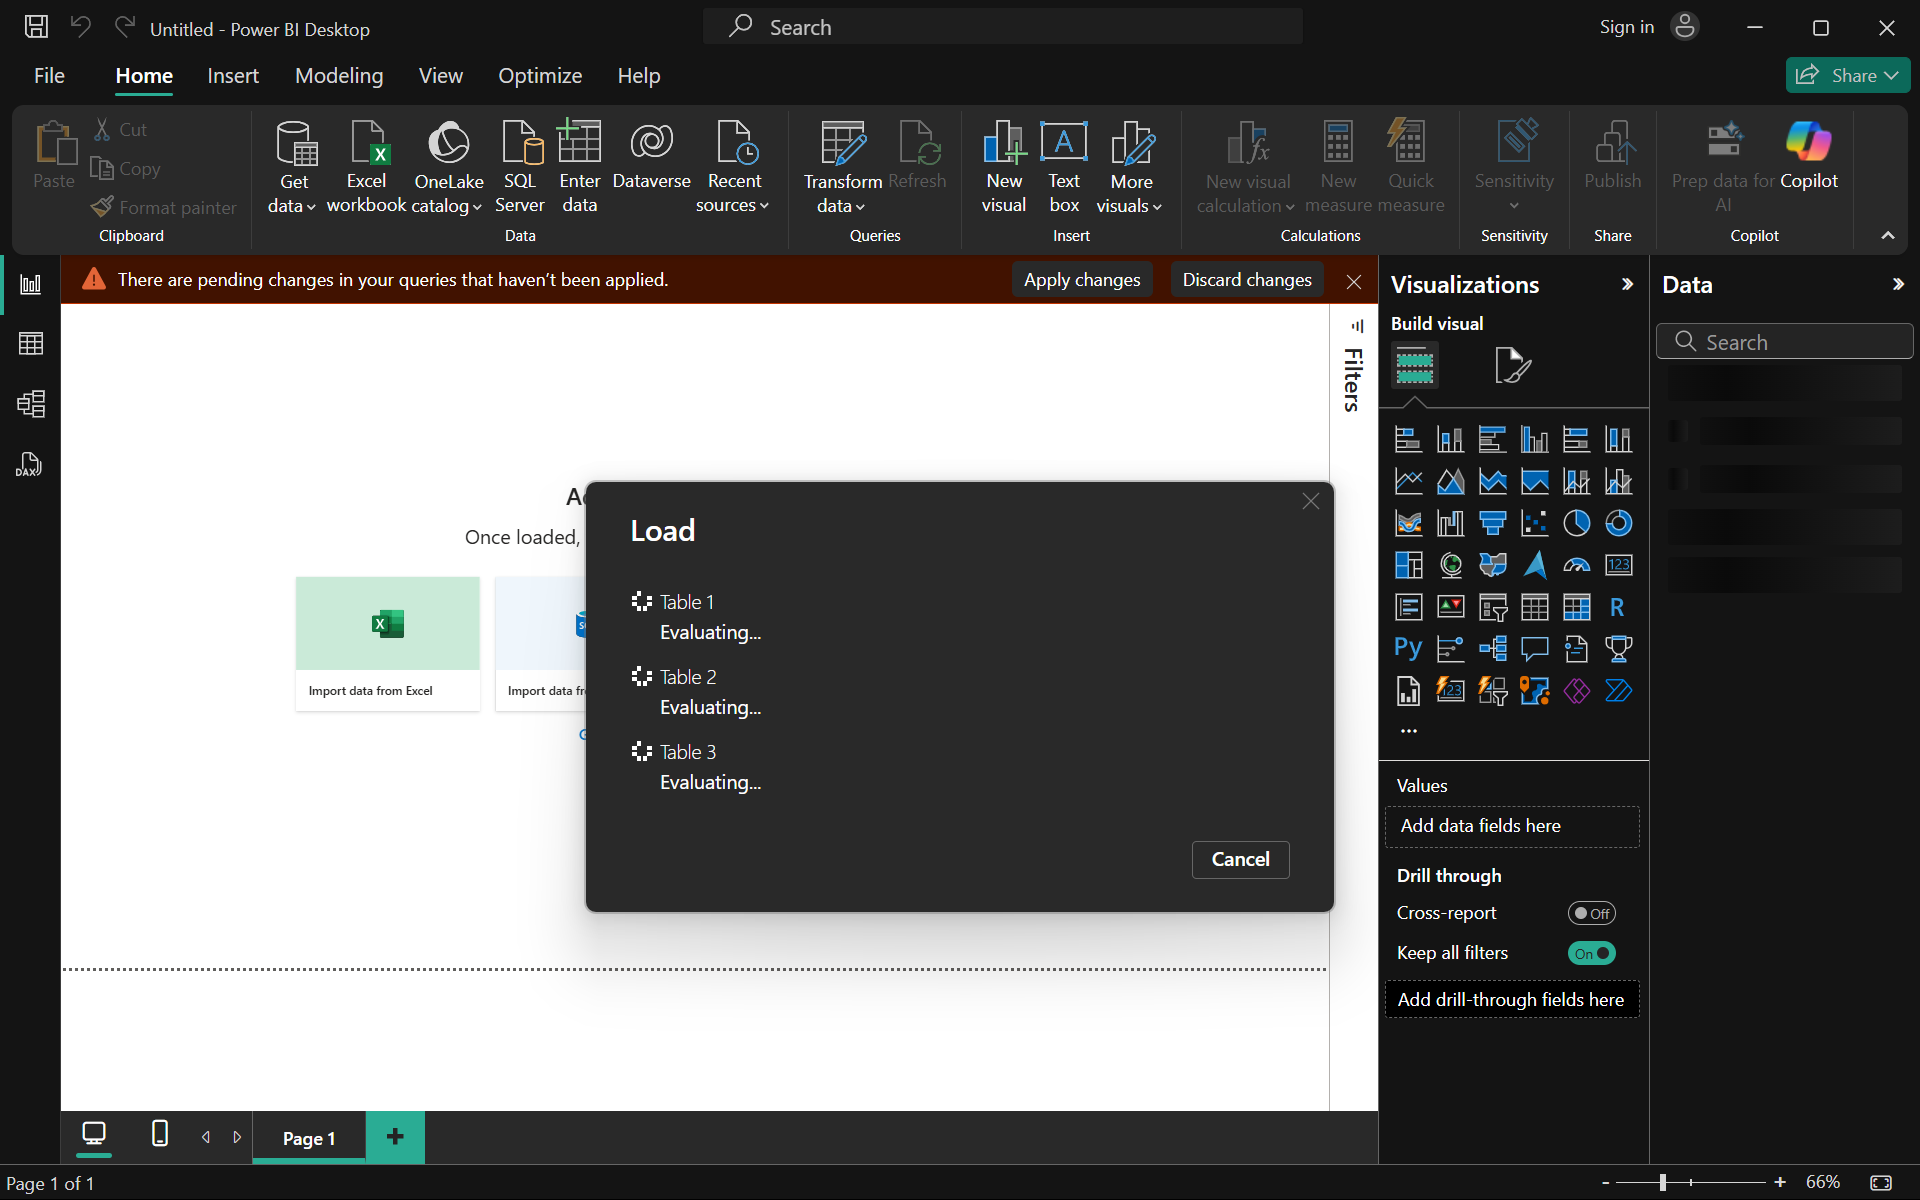 Untitled - Power BI Desktop
Search
Sign in
File
Home
Insert
Modeling
View
Optimize
Help
Share
Paste
Cut
Copy
Format painter
Clipboard
Get data
Excel workbook
OneLake catalog
SQL Server
Enter data
Dataverse
Recent sources
Data
Transform data
Refresh
Queries
New visual
Text box
More visuals
Insert
New visual calculation
New measure
Quick measure
Calculations
Sensitivity
Sensitivity
Publish
Share
Prep data for AI
Copilot
Copilot
There are pending changes in your queries that haven't been applied.
Apply changes
Discard changes
DAX
Filters
Once loaded,
Import data from Excel
Load
Table 1
Evaluating...
Table 2
Evaluating...
Table 3
Evaluating...
Cancel
Visualizations
Build visual
123
R
Py
123
Values
Add data fields here
Drill through
Cross-report
Off
Keep all filters
On
Add drill-through fields here
Data
Search
Page 1
Page 1 of 1
66%